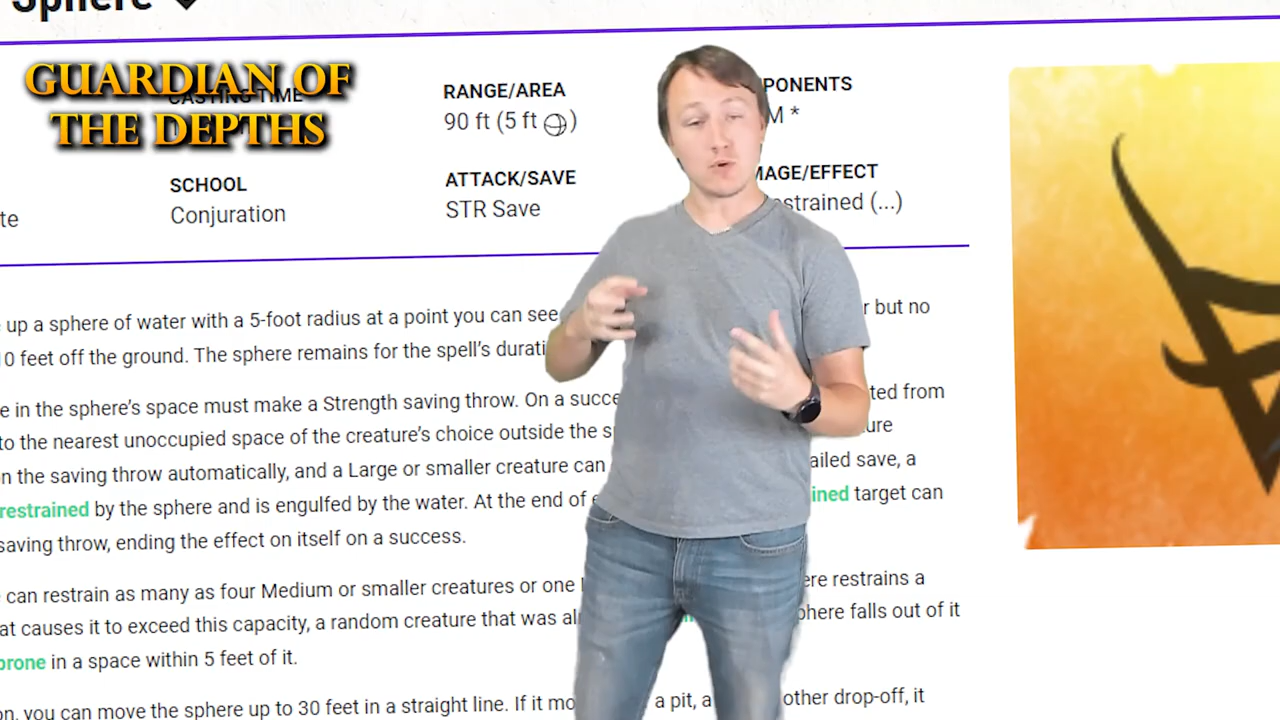 Sphere
GUARDIAN OF
THE DEPTHS
CASTING TIME
RANGE/AREA
90 ft (5 ft )
PONENTS
M *
SCHOOL
Conjuration
ATTACK/SAVE
STR Save
MAGE/EFFECT
strained (...)
te
up a sphere of water with a 5-foot radius at a point you can see r but no
10 feet off the ground. The sphere remains for the spell's durati
e in the sphere's space must make a Strength saving throw. On a succe ted from
to the nearest unoccupied space of the creature's choice outside the s ure
n the saving throw automatically, and a Large or smaller creature can ailed save, a
restrained by the sphere and is engulfed by the water. At the end of e ined target can
saving throw, ending the effect on itself on a success.
can restrain as many as four Medium or smaller creatures or one ere restrains a
at causes it to exceed this capacity, a random creature that was al phere falls out of it
prone in a space within 5 feet of it.
on, you can move the sphere up to 30 feet in a straight line. If it mo a pit, a other drop-off, it